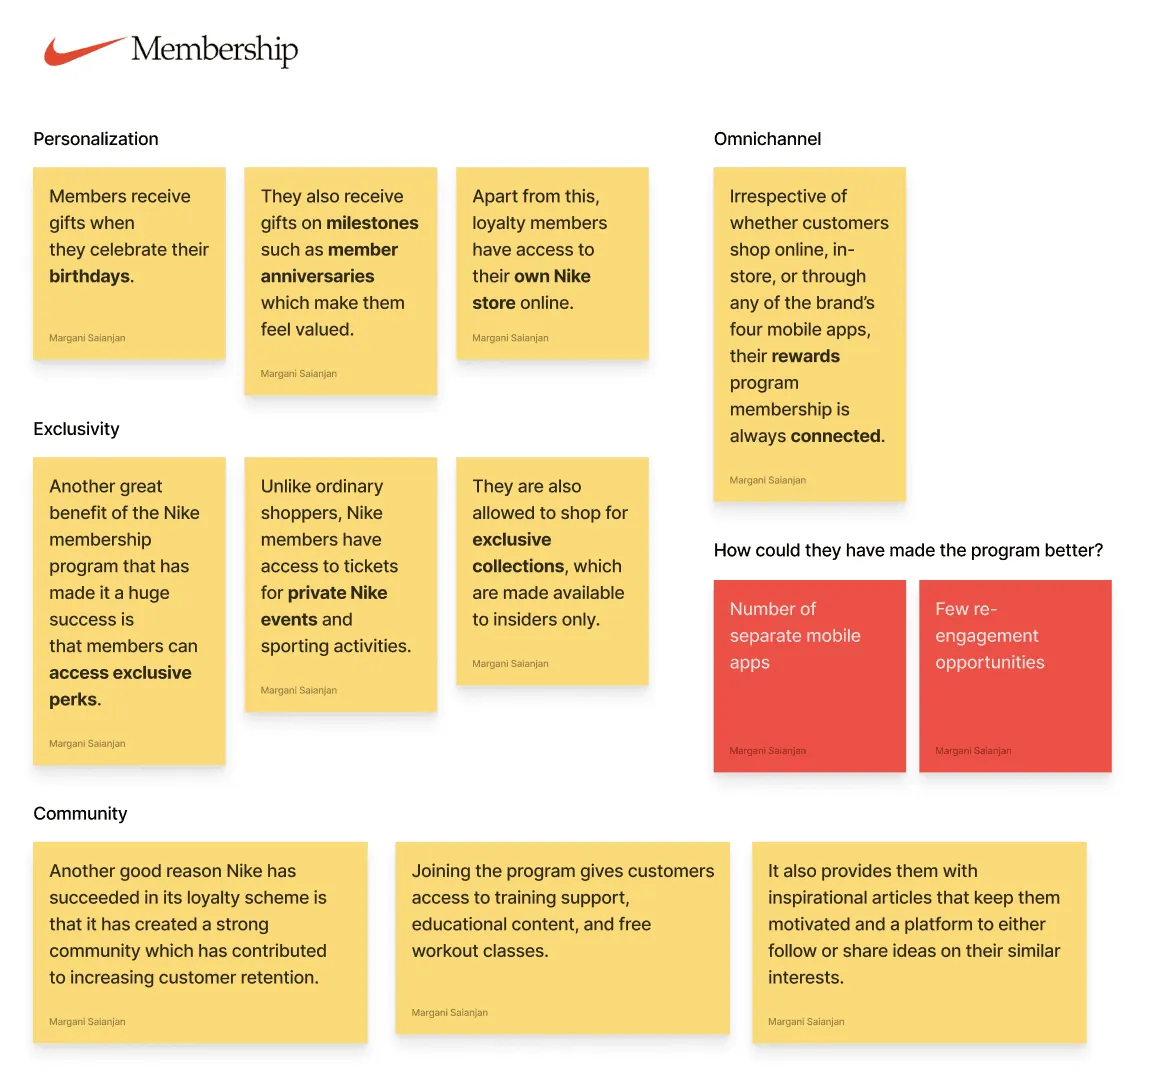 Membership
Personalization
Members receive
gifts when
they celebrate their
birthdays.
Margani Saianjan
They also receive
gifts on milestones
such as member
anniversaries
which make them
feel valued.
Margani Saianjan
Apart from this,
loyalty members
have access to
their own Nike
store online.
Margani Saianjan
Omnichannel
Irrespective of
whether customers
shop online, in-
store, or through
any of the brand's
four mobile apps,
their rewards
program
membership is
always connected.
Margani Saianjan
Exclusivity
Another great
benefit of the Nike
membership
program that has
made it a huge
success is
that members can
access exclusive
perks.
Margani Saianjan
Unlike ordinary
shoppers, Nike
members have
access to tickets
for private Nike
events and
sporting activities.
Margani Saianjan
They are also
allowed to shop for
exclusive
collections, which
are made available
to insiders only.
Margani Saianjan
How could they have made the program better?
Number of
separate mobile
apps
Margani Saianjan
Few re-
engagement
opportunities
Margani Saianjan
Community
Another good reason Nike has
succeeded in its loyalty scheme is
that it has created a strong
community which has contributed
to increasing customer retention.
Margani Saianjan
Joining the program gives customers
access to training support,
educational content, and free
workout classes.
Margani Saianjan
It also provides them with
inspirational articles that keep them
motivated and a platform to either
follow or share ideas on their similar
interests.
Margani Saianjan